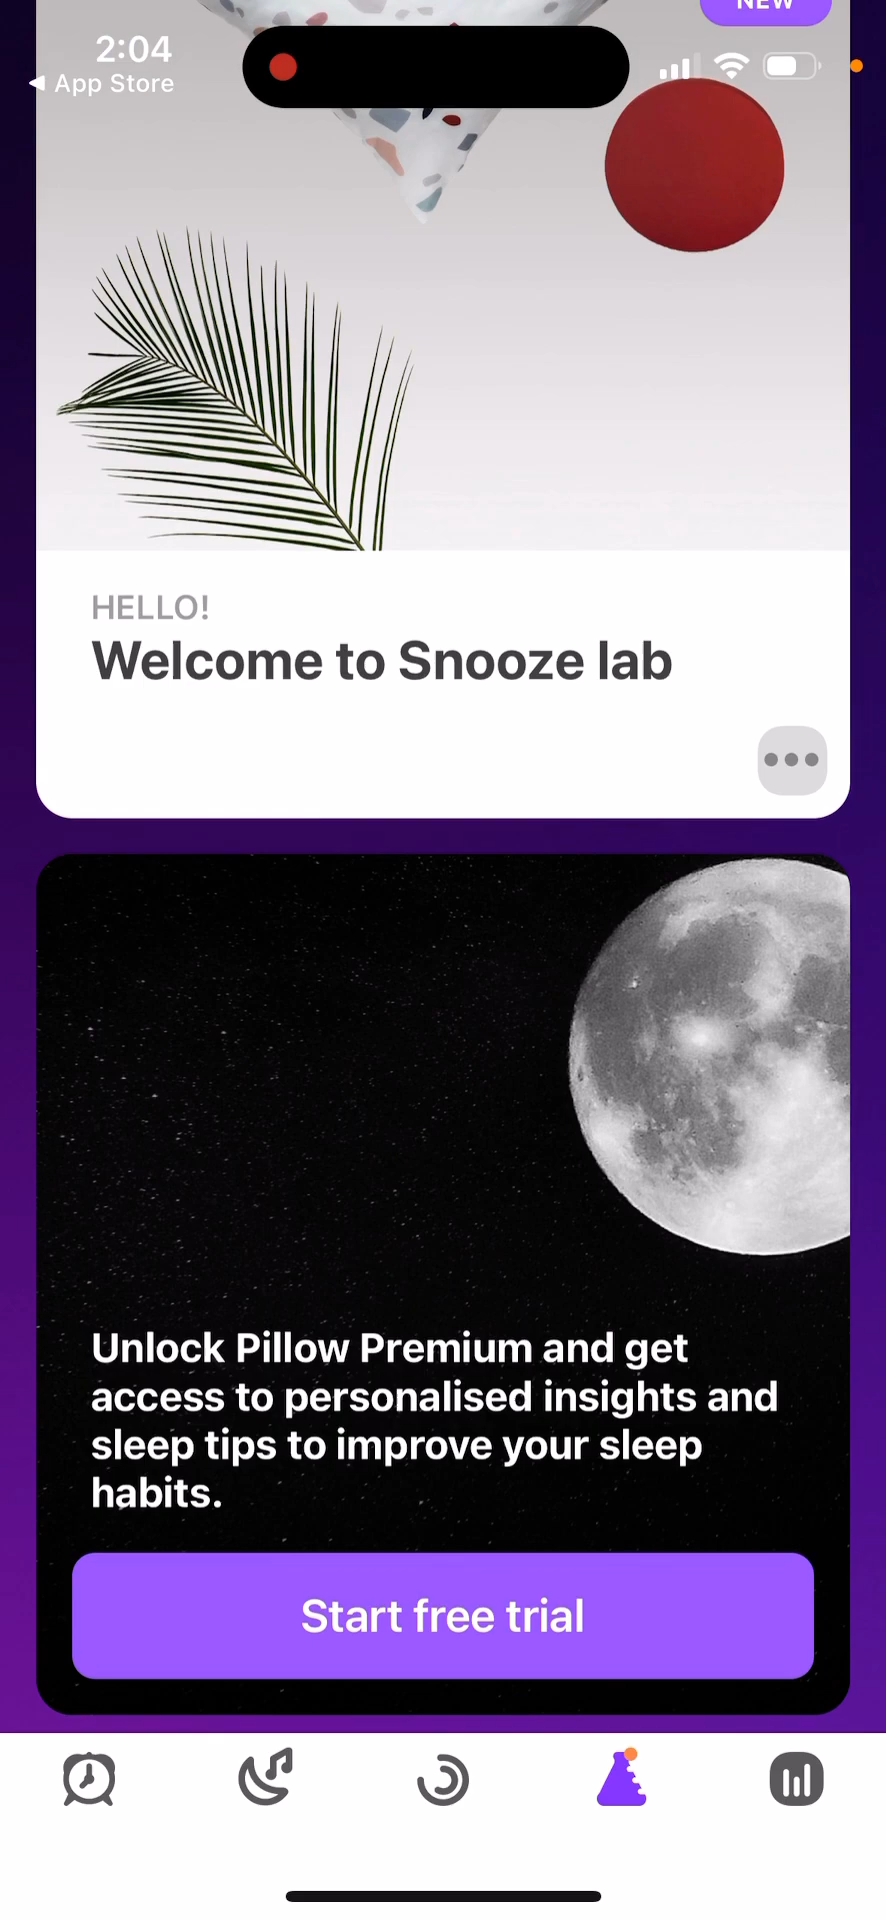 NEW
2:04
App Store
HELLO!
Welcome to Snooze lab
Unlock Pillow Premium and get
access to personalised insights and
sleep tips to improve your sleep
habits.
Start free trial